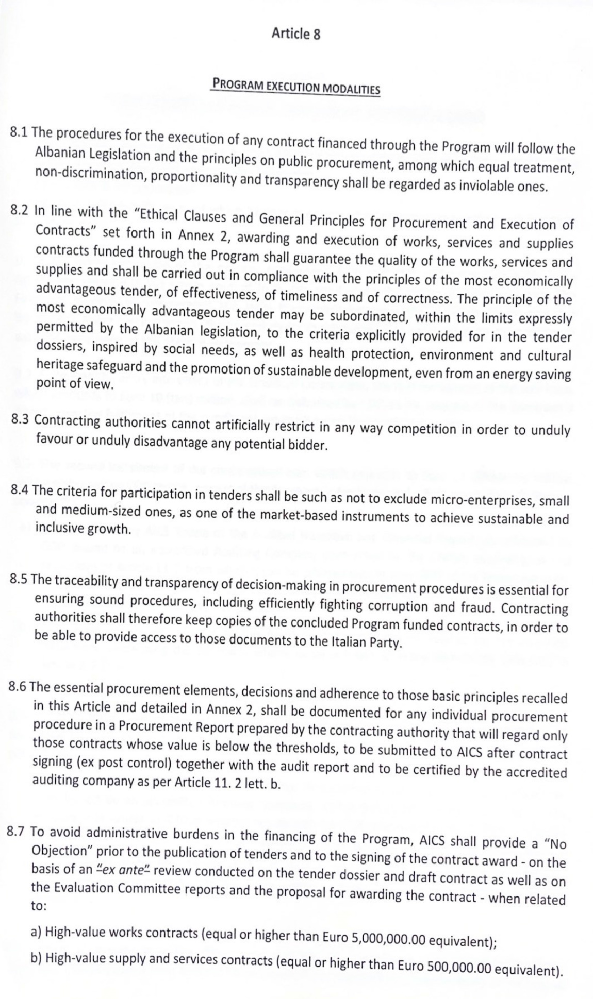 Article 8
PROGRAM EXECUTION MODALITIES
8.1 The procedures for the execution of any contract financed through the Program will follow the
Albanian Legislation and the principles on public procurement, among which equal treatment,
non-discrimination, proportionality and transparency shall be regarded as inviolable ones.
8.2 In line with the “Ethical Clauses and General Principles for Procurement and Execution of
Contracts” set forth in Annex 2, awarding and execution of works, services and supplies
contracts funded through the Program shall guarantee the quality of the works, services and
supplies and shall be carried out in compliance with the principles of the most economically
advantageous tender, of effectiveness, of timeliness and of correctness. The principle of the
most economically advantageous tender may be subordinated, within the limits expressly
permitted by the Albanian legislation, to the criteria explicitly provided for in the tender
dossiers, inspired by social needs, as well as health protection, environment and cultural
heritage safeguard and the promotion of sustainable development, even from an energy saving
point of view.
8.3 Contracting authorities cannot artificially restrict in any way competition in order to unduly
favour or unduly disadvantage any potential bidder.
8.4 The criteria for participation in tenders shall be such as not to exclude micro-enterprises, small
and medium-sized ones, as one of the market-based instruments to achieve sustainable and
inclusive growth.
8.5 The traceability and transparency of decision-making in procurement procedures is essential for
ensuring sound procedures, including efficiently fighting corruption and fraud. Contracting
authorities shall therefore keep copies of the concluded Program funded contracts, in order to
be able to provide access to those documents to the Italian Party.
8.6 The essential procurement elements, decisions and adherence to those basic principles recalled
in this Article and detailed in Annex 2, shall be documented for any individual procurement
procedure in a Procurement Report prepared by the contracting authority that will regard only
those contracts whose value is below the thresholds, to be submitted to AICS after contract
signing (ex post control) together with the audit report and to be certified by the accredited
auditing company as per Article 11. 2 lett. b.
8.7 To avoid administrative burdens in the financing of the Program, AICS shall provide a “No
Objection” prior to the publication of tenders and to the signing of the contract award - on the
basis of an “ex ante” review conducted on the tender dossier and draft contract as well as on
the Evaluation Committee reports and the proposal for awarding the contract - when related
to:
a) High-value works contracts (equal or higher than Euro 5,000,000.00 equivalent);
b) High-value supply and services contracts (equal or higher than Euro 500,000.00 equivalent).